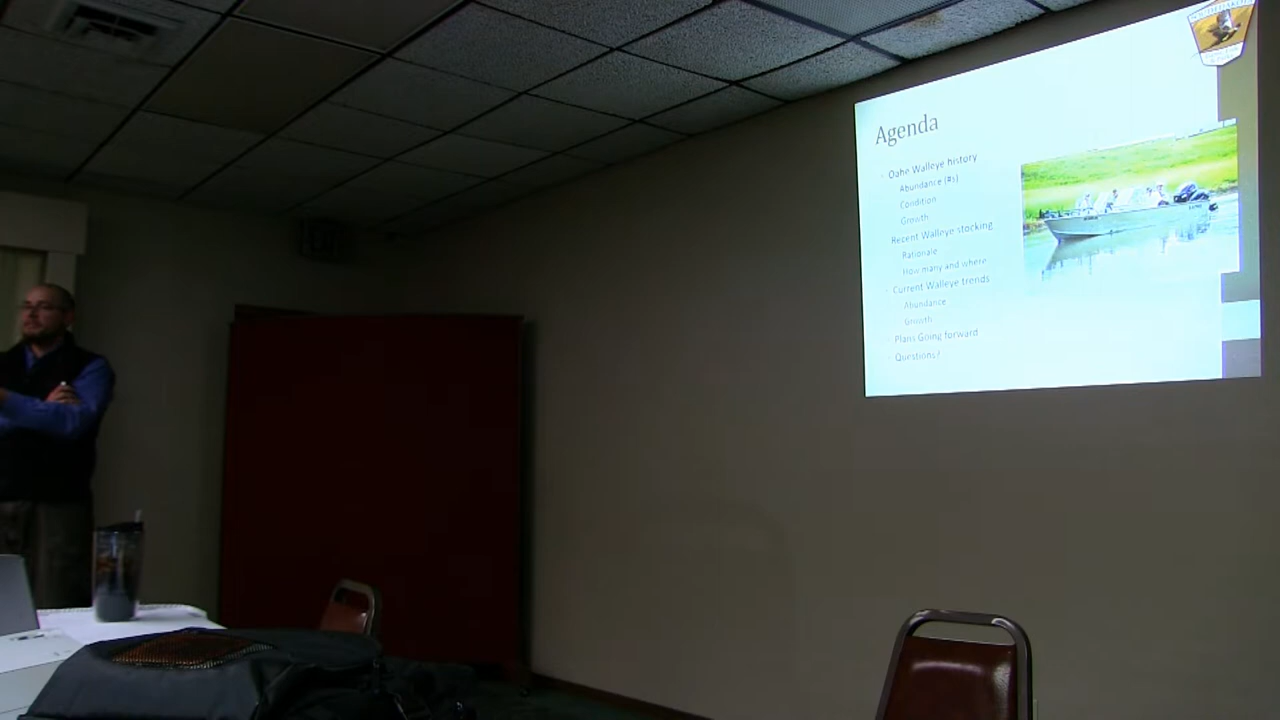 Agenda
Oahe Walleye history
Abundance (#s)
Condition
Growth
Recent Walleye stocking
Rationale
How many and where
Current Walleye trends
Abundance
Growth
Plans Going forward
Questions?